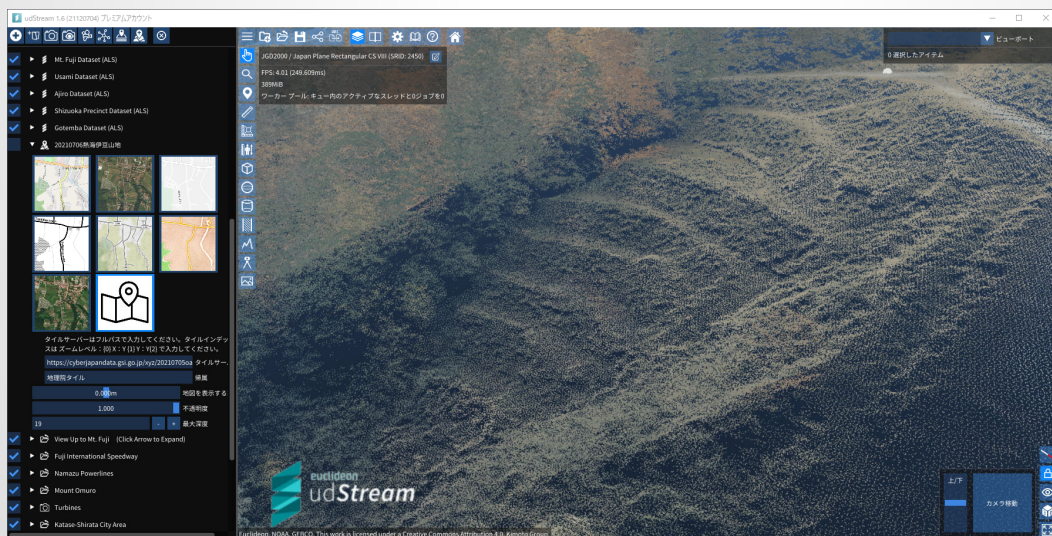 udStream 1.6 (21120704) プレミアムアカウント
ビューポート
0 選択したアイテム
JGD2000 / Japan Plane Rectangular CS VIII (SRID: 2450)
FPS: 4.01 (249.609ms)
389MiB
ワーカー プール: キュー内のアクティブなスレッドと0ジョブを0
Mt. Fuji Dataset (ALS)
Usami Dataset (ALS)
Ajiro Dataset (ALS)
Shizuoka Precinct Dataset (ALS)
Gotemba Dataset (ALS)
20210706熱海伊豆山地
タイルサーバーはフルパスで入力してください。タイルインデッ
スは ズームレベル : {0} X : Y {1} Y : Y{2} で入力してください。
https://cyberjapandata.gsi.go.jp/xyz/20210705oa タイルサー
地理院タイル 帰属
0.000m 地図を表示する
1.000 不透明度
19 - + 最大深度
View Up to Mt. Fuji (Click Arrow to Expand)
Fuji International Speedway
Namazu Powerlines
Mount Omuro
Turbines
Katase-Shirata City Area
euclideon
udStream
上/下
カメラ移動
Euclideon, NOAA, GEBCO. This work is licensed under a Creative Commons Attribution 4.0. Kimoto Group